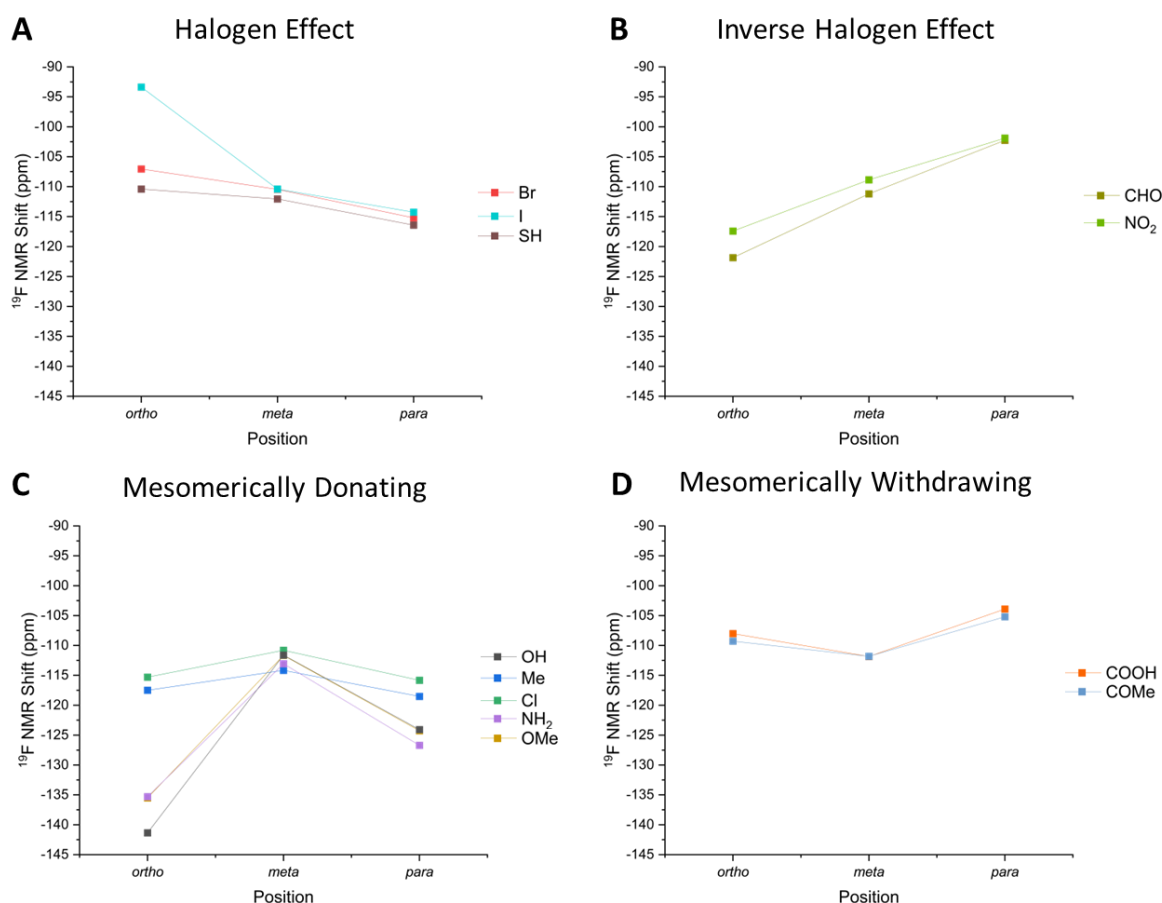 A
Halogen Effect
-90
-95
-100
-105
-110
-115
-120
-125
-130
-135
-140
-145
¹⁹F NMR Shift (ppm)
ortho
meta
para
Position
Br
I
SH
B
Inverse Halogen Effect
-90
-95
-100
-105
-110
-115
-120
-125
-130
-135
-140
-145
¹⁹F NMR Shift (ppm)
ortho
meta
para
Position
CHO
NO₂
C
Mesomerically Donating
-90
-95
-100
-105
-110
-115
-120
-125
-130
-135
-140
-145
¹⁹F NMR Shift (ppm)
ortho
meta
para
Position
OH
Me
Cl
NH₂
OMe
D
Mesomerically Withdrawing
-90
-95
-100
-105
-110
-115
-120
-125
-130
-135
-140
-145
¹⁹F NMR Shift (ppm)
ortho
meta
para
Position
COOH
COMe